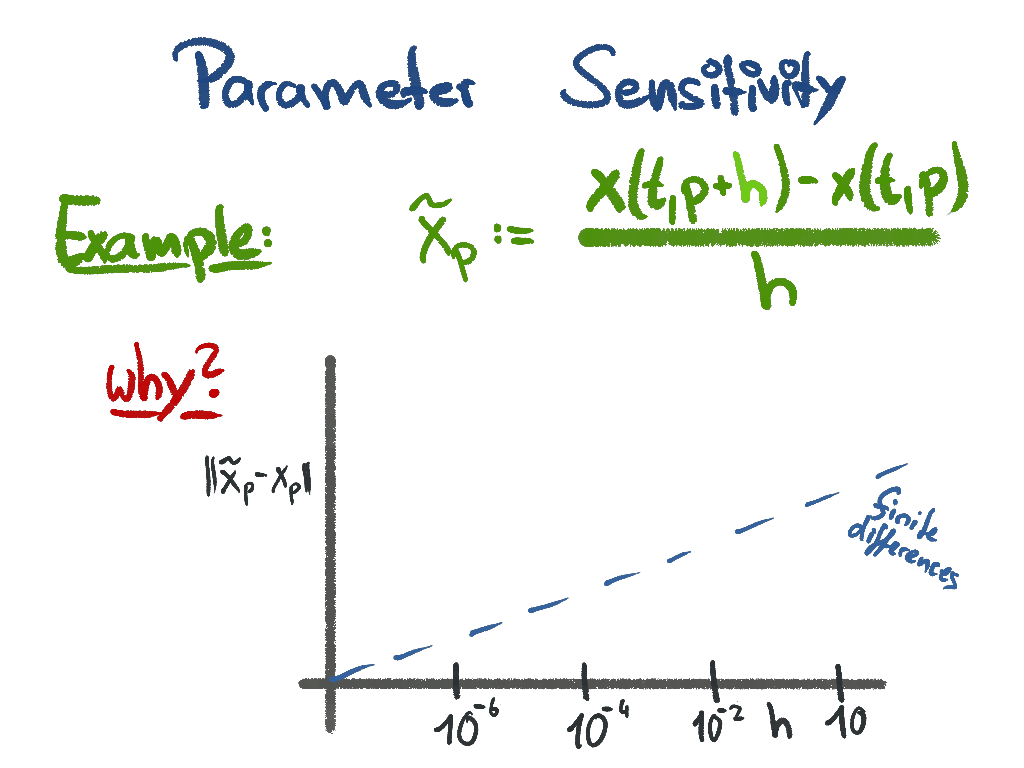 Parameter Sensitivity
Example: x̃ₚ := x(t,p+h) - x(t,p)
h
why?
||x̃ₚ - xₚ||
finite
differences
10⁻⁶ 10⁻⁴ 10⁻² h 10